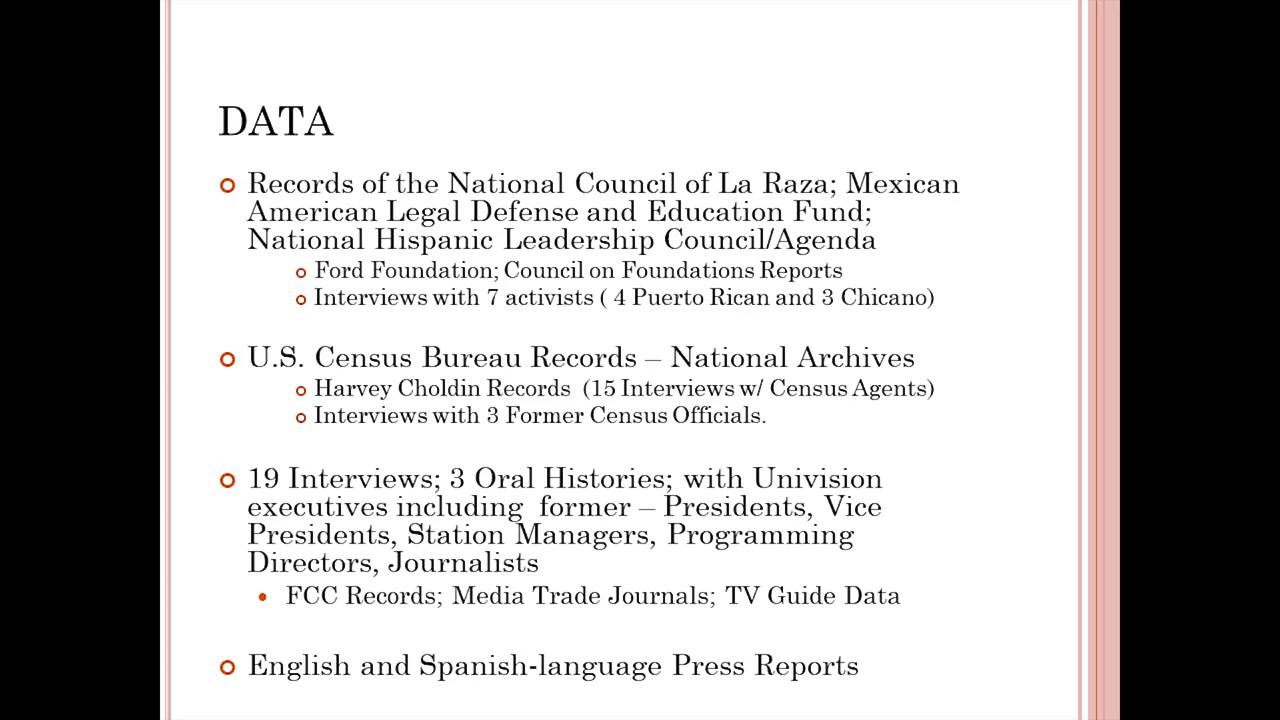 DATA
Records of the National Council of La Raza; Mexican
American Legal Defense and Education Fund;
National Hispanic Leadership Council/Agenda
Ford Foundation; Council on Foundations Reports
Interviews with 7 activists ( 4 Puerto Rican and 3 Chicano)
U.S. Census Bureau Records – National Archives
Harvey Choldin Records (15 Interviews w/ Census Agents)
Interviews with 3 Former Census Officials.
19 Interviews; 3 Oral Histories; with Univision
executives including former – Presidents, Vice
Presidents, Station Managers, Programming
Directors, Journalists
FCC Records; Media Trade Journals; TV Guide Data
English and Spanish-language Press Reports